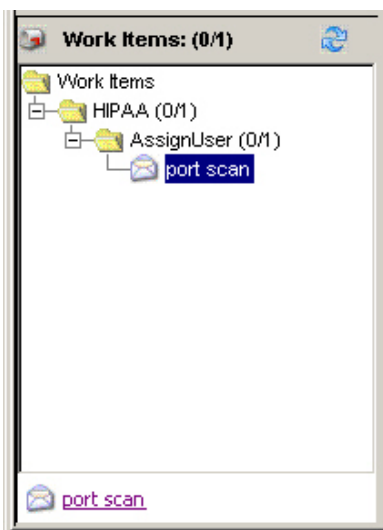 Work Items: (0/1)
Work Items
HIPAA (0/1)
AssignUser (0/1)
port scan
port scan